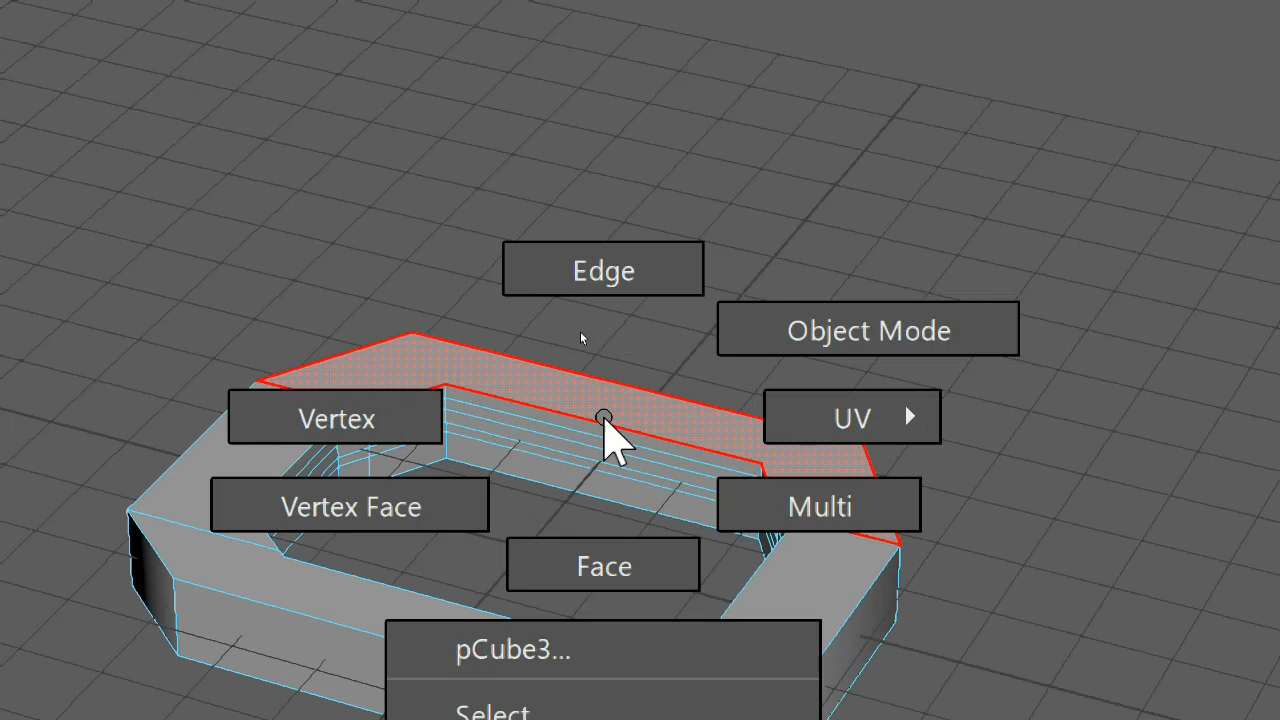 Edge
Object Mode
Vertex
UV
Vertex Face
Multi
Face
pCube3...
Select